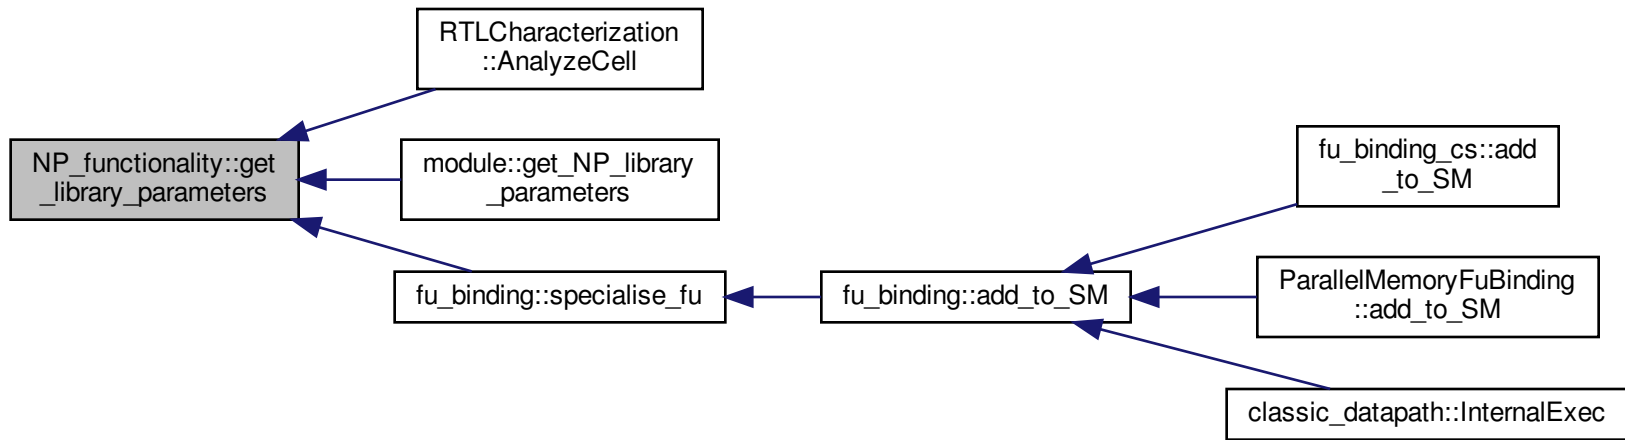 RTLCharacterization
::AnalyzeCell
NP_functionality::get
_library_parameters
module::get_NP_library
_parameters
fu_binding::specialise_fu
fu_binding::add_to_SM
fu_binding_cs::add
_to_SM
ParallelMemoryFuBinding
::add_to_SM
classic_datapath::InternalExec